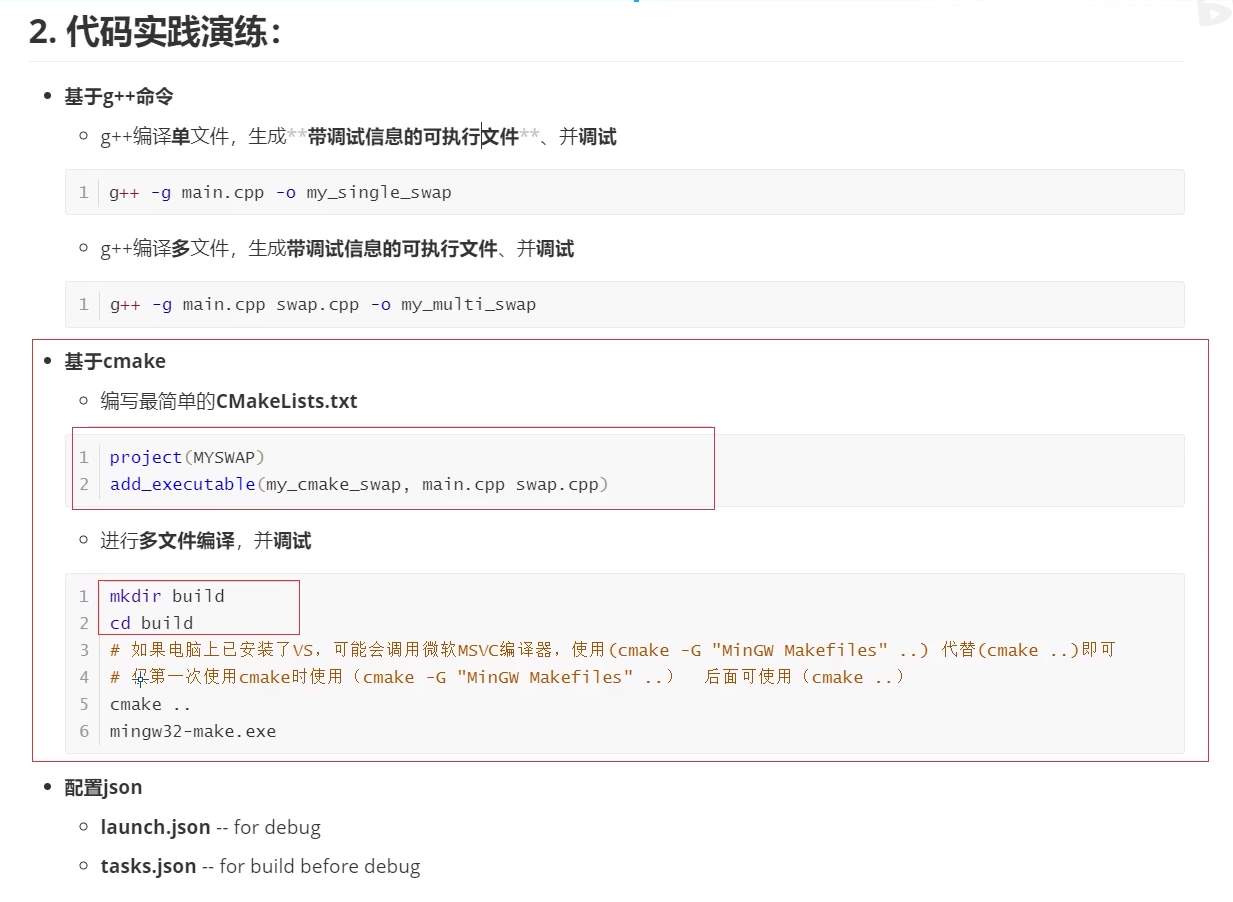 2. 代码实践演练：
基于g++命令
g++编译单文件，生成**带调试信息的可执行文件**、并调试
1 g++ -g main.cpp -o my_single_swap
g++编译多文件，生成带调试信息的可执行文件、并调试
1 g++ -g main.cpp swap.cpp -o my_multi_swap
基于cmake
编写最简单的CMakeLists.txt
1 project(MYSWAP)
2 add_executable(my_cmake_swap, main.cpp swap.cpp)
进行多文件编译，并调试
1 mkdir build
2 cd build
3 # 如果电脑上已安装了VS，可能会调用微软MSVC编译器，使用(cmake -G "MinGW Makefiles" ..) 代替(cmake ..)即可
4 # 仅第一次使用cmake时使用（cmake -G "MinGW Makefiles" ..） 后面可使用（cmake ..）
5 cmake ..
6 mingw32-make.exe
配置json
launch.json -- for debug
tasks.json -- for build before debug